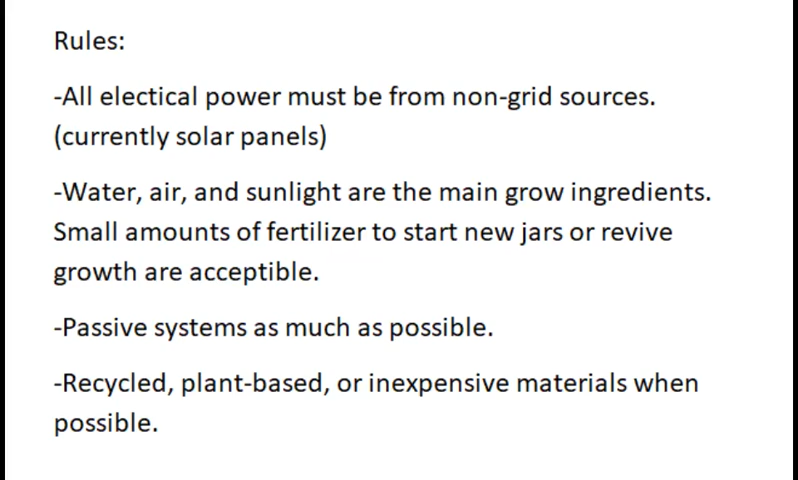 Rules:
-All electical power must be from non-grid sources.
(currently solar panels)
-Water, air, and sunlight are the main grow ingredients.
Small amounts of fertilizer to start new jars or revive
growth are acceptible.
-Passive systems as much as possible.
-Recycled, plant-based, or inexpensive materials when
possible.